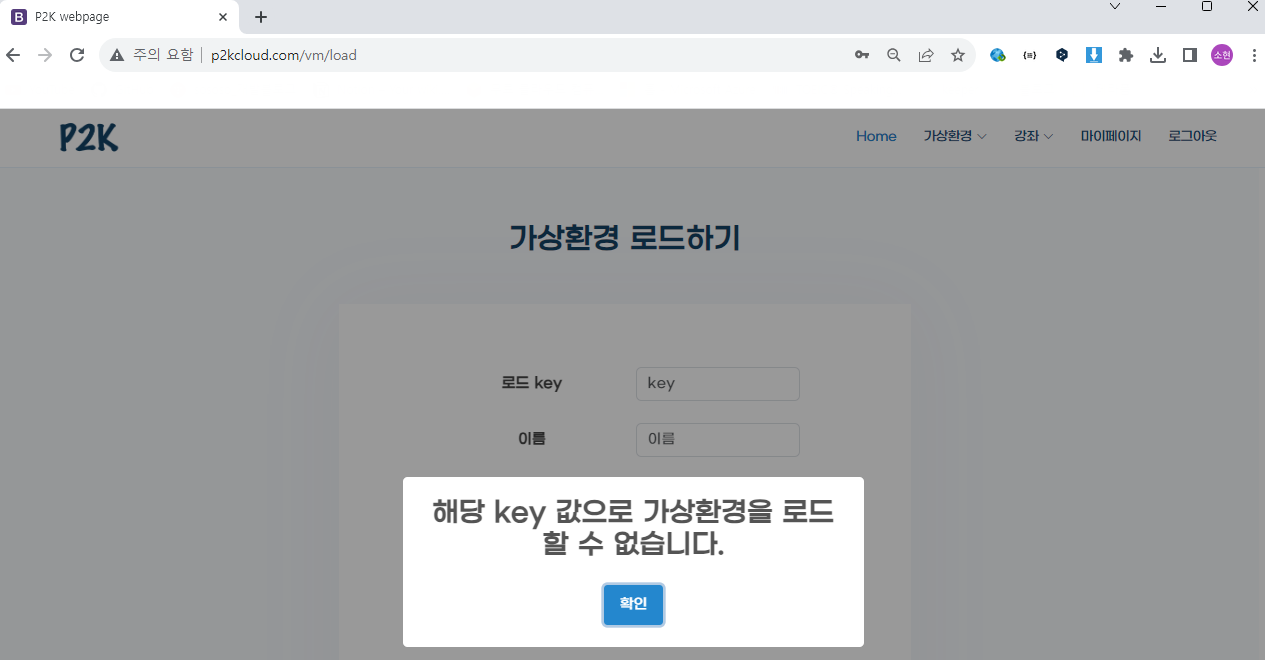 P2K webpage
주의 요함 p2kcloud.com/vm/load
소현
P2K Home 가상환경 강좌 마이페이지 로그아웃
가상환경 로드하기
로드 key key
이름 이름
해당 key 값으로 가상환경을 로드
할 수 없습니다.
확인